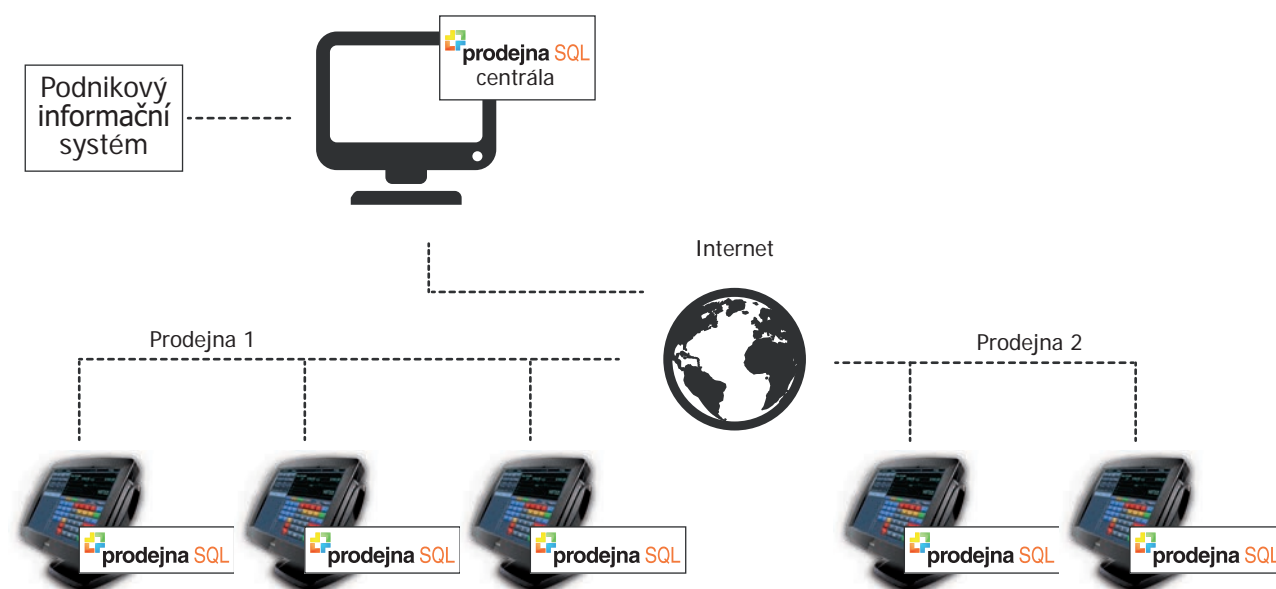 prodejna SQL
centrála
Podnikový
informační
systém
Internet
Prodejna 1
Prodejna 2
prodejna SQL
prodejna SQL
prodejna SQL
prodejna SQL
prodejna SQL